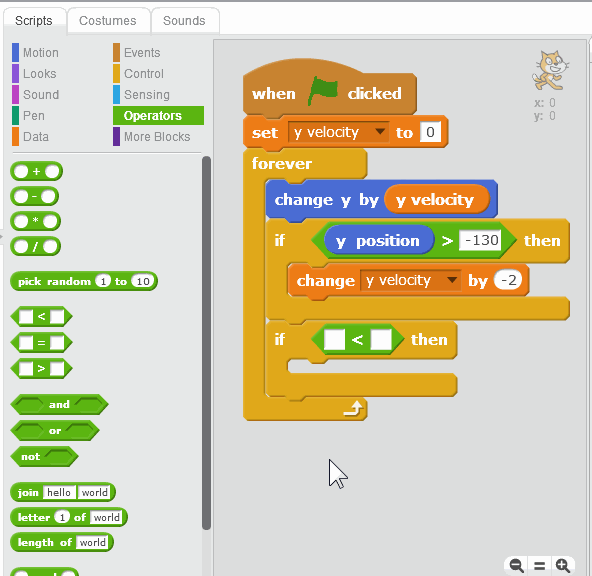 Scripts Costumes Sounds
Motion Events
Looks Control
Sound Sensing
Pen Operators
Data More Blocks
+
-
*
/
pick random 1 to 10
<
=
>
and
or
not
join hello world
letter 1 of world
length of world
when clicked
set y velocity to 0
forever
change y by y velocity
if y position > -130 then
change y velocity by -2
if < then
x: 0
y: 0